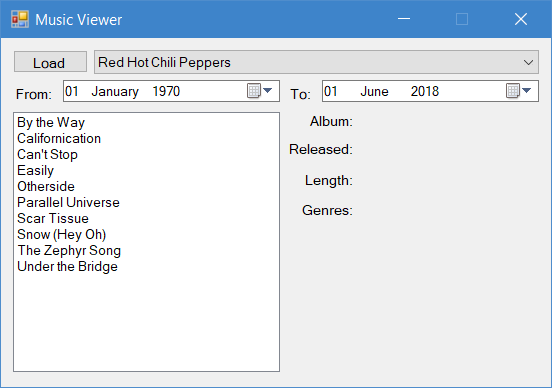 Music Viewer
Load Red Hot Chili Peppers
From: 01 January 1970 To: 01 June 2018
By the Way
Californication
Can't Stop
Easily
Otherside
Parallel Universe
Scar Tissue
Snow (Hey Oh)
The Zephyr Song
Under the Bridge
Album:
Released:
Length:
Genres: